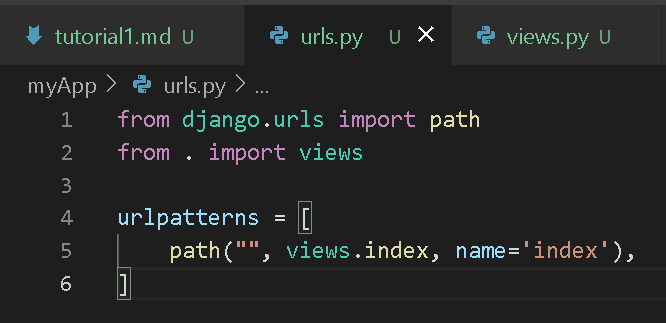 tutorial1.md U urls.py U × views.py U
myApp > urls.py > ...
1 from django.urls import path
2 from . import views
3
4 urlpatterns = [
5     path("", views.index, name='index'),
6 ]